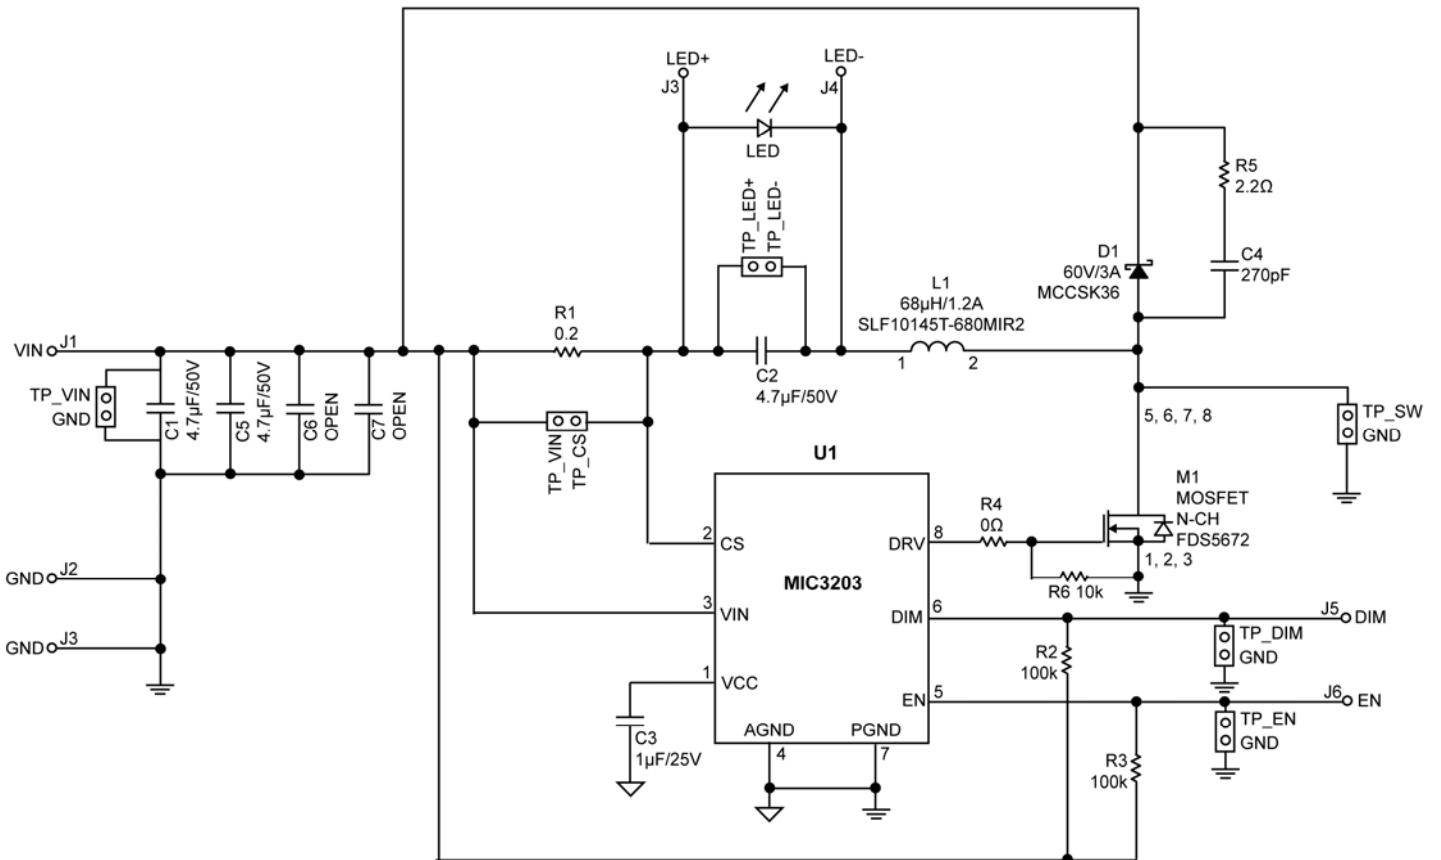 LED+
J3
LED-
J4
LED
TP_LED+
TP_LED-
R5
2.2Ω
D1
60V/3A
MCCSK36
C4
270pF
L1
68µH/1.2A
SLF10145T-680MIR2
1
2
R1
0.2
C2
4.7µF/50V
VIN
J1
TP_VIN
GND
C1
4.7µF/50V
C5
4.7µF/50V
C6
OPEN
C7
OPEN
TP_VIN
TP_CS
5, 6, 7, 8
TP_SW
GND
U1
M1
MOSFET
N-CH
FDS5672
1, 2, 3
R4
0Ω
R6 10k
2
CS
3
VIN
1
VCC
MIC3203
DRV
8
DIM
6
EN
5
AGND
4
PGND
7
GND
J2
GND
J3
C3
1µF/25V
R2
100k
R3
100k
J5
DIM
TP_DIM
GND
J6
EN
TP_EN
GND